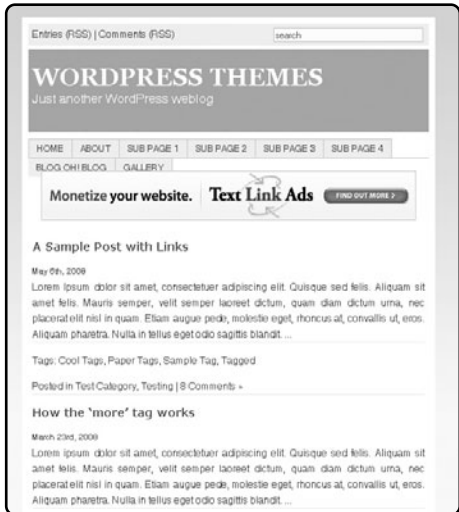 Entries (RSS) | Comments (RSS)
search
WORDPRESS THEMES
Just another WordPress weblog
HOME ABOUT SUB PAGE 1 SUB PAGE 2 SUB PAGE 3 SUB PAGE 4
BLOG OH! BLOG GALLERY
Monetize your website. Text Link Ads FIND OUT MORE >
A Sample Post with Links
May 6th, 2008
Lorem ipsum dolor sit amet, consectetuer adipiscing elit. Quisque sed felis. Aliquam sit
amet felis. Mauris semper, velit semper laoreet dictum, quam diam dictum urna, nec
placerat elit nisl in quam. Etiam augue pede, molestie eget, rhoncus at, convallis ut, eros.
Aliquam pharetra. Nulla in tellus eget odio sagittis blandit. ...
Tags: Cool Tags, Paper Tags, Sample Tag, Tagged
Posted in Test Category, Testing | 8 Comments »
How the ‘more’ tag works
March 23rd, 2008
Lorem ipsum dolor sit amet, consectetuer adipiscing elit. Quisque sed felis. Aliquam sit
amet felis. Mauris semper, velit semper laoreet dictum, quam diam dictum urna, nec
placerat elit nisl in quam. Etiam augue pede, molestie eget, rhoncus at, convallis ut, eros.
Aliquam pharetra. Nulla in tellus eget odio sagittis blandit. ...